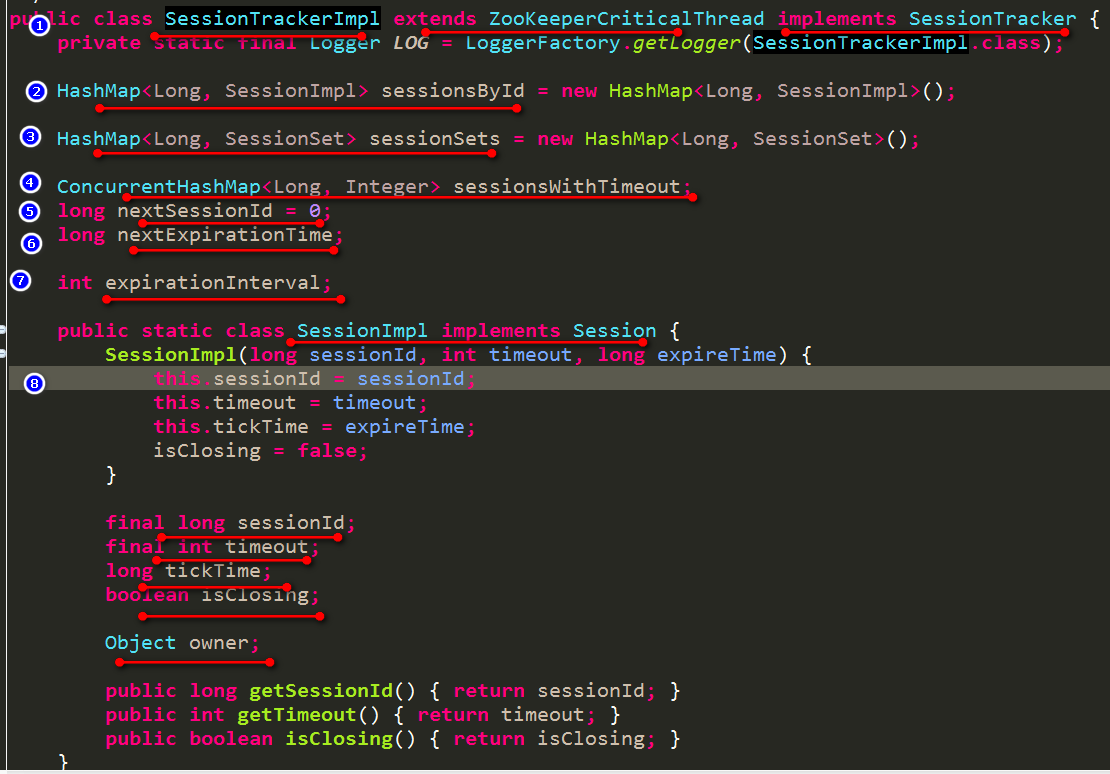 ① public class SessionTrackerImpl extends ZooKeeperCriticalThread implements SessionTracker {
private static final Logger LOG = LoggerFactory.getLogger(SessionTrackerImpl.class);
② HashMap<Long, SessionImpl> sessionsById = new HashMap<Long, SessionImpl>();
③ HashMap<Long, SessionSet> sessionSets = new HashMap<Long, SessionSet>();
④ ConcurrentHashMap<Long, Integer> sessionsWithTimeout;
⑤ long nextSessionId = 0;
⑥ long nextExpirationTime;
⑦ int expirationInterval;
public static class SessionImpl implements Session {
SessionImpl(long sessionId, int timeout, long expireTime) {
⑧ this.sessionId = sessionId;
this.timeout = timeout;
this.tickTime = expireTime;
isClosing = false;
}
final long sessionId;
final int timeout;
long tickTime;
boolean isClosing;
Object owner;
public long getSessionId() { return sessionId; }
public int getTimeout() { return timeout; }
public boolean isClosing() { return isClosing; }
}